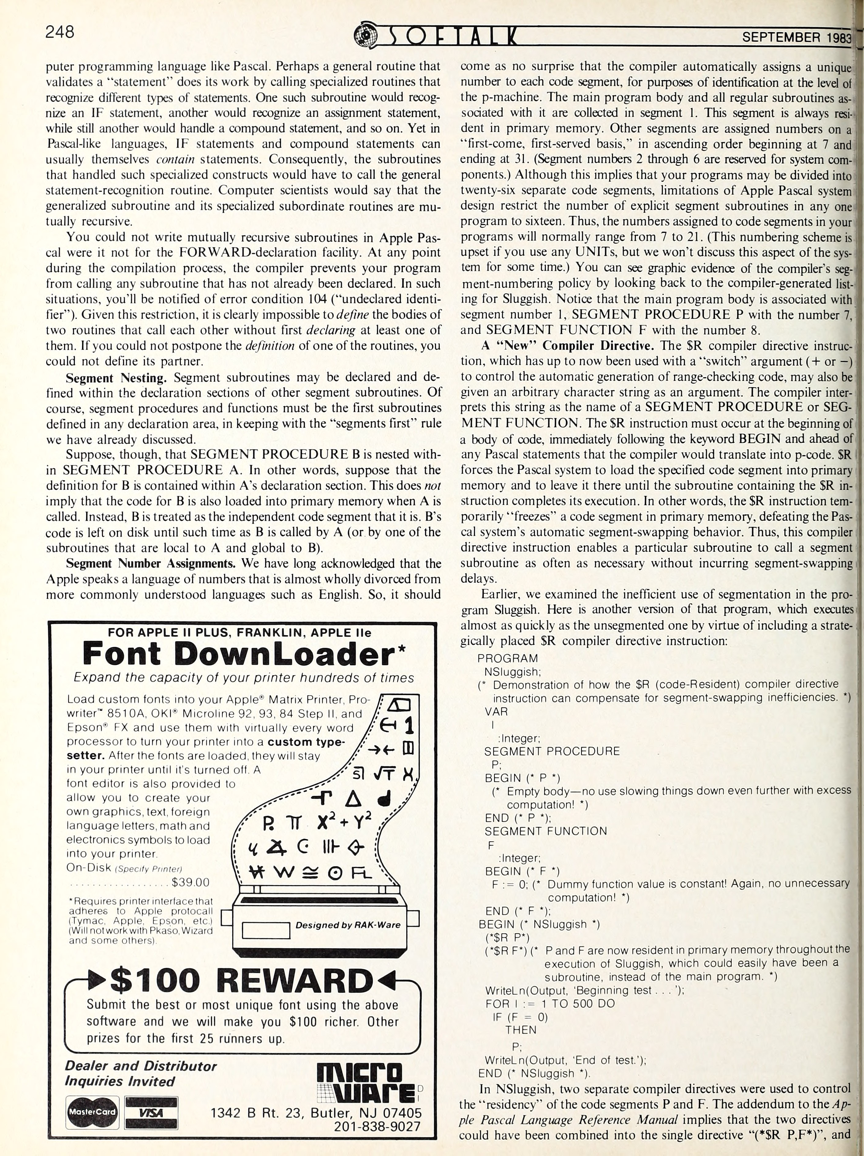 248
SOFTALK
SEPTEMBER 1983
puter programming language like Pascal. Perhaps a general routine that
validates a “statement” does its work by calling specialized routines that
recognize different types of statements. One such subroutine would recog-
nize an IF statement, another would recognize an assignment statement,
while still another would handle a compound statement, and so on. Yet in
Pascal-like languages, IF statements and compound statements can
usually themselves contain statements. Consequently, the subroutines
that handled such specialized constructs would have to call the general
statement-recognition routine. Computer scientists would say that the
generalized subroutine and its specialized subordinate routines are mu-
tually recursive.
You could not write mutually recursive subroutines in Apple Pas-
cal were it not for the FORWARD-declaration facility. At any point
during the compilation process, the compiler prevents your program
from calling any subroutine that has not already been declared. In such
situations, you'll be notified of error condition 104 (“undeclared identi-
fier”). Given this restriction, it is clearly impossible to define the bodies of
two routines that call each other without first declaring at least one of
them. If you could not postpone the definition of one of the routines, you
could not define its partner.
Segment Nesting. Segment subroutines may be declared and de-
fined within the declaration sections of other segment subroutines. Of
course, segment procedures and functions must be the first subroutines
defined in any declaration area, in keeping with the “segments first” rule
we have already discussed.
Suppose, though, that SEGMENT PROCEDURE B is nested with-
in SEGMENT PROCEDURE A. In other words, suppose that the
definition for B is contained within A's declaration section. This does not
imply that the code for B is also loaded into primary memory when A is
called. Instead, B is treated as the independent code segment that it is. B's
code is left on disk until such time as B is called by A (or by one of the
subroutines that are local to A and global to B).
Segment Number Assignments. We have long acknowledged that the
Apple speaks a language of numbers that is almost wholly divorced from
more commonly understood languages such as English. So, it should
FOR APPLE II PLUS, FRANKLIN, APPLE IIe
Font DownLoader*
Expand the capacity of your printer hundreds of times
Load custom fonts into your Apple® Matrix Printer, Pro-
writer™ 8510A, OKI® Microline 92, 93, 84 Step II, and
Epson® FX and use them with virtually every word
processor to turn your printer into a custom type-
setter. After the fonts are loaded, they will stay
in your printer until it's turned off. A
font editor is also provided to
allow you to create your
own graphics, text, foreign
language letters, math and
electronics symbols to load
into your printer.
On-Disk (Specify Printer)
. . . . . . . . . . . . . . . . . . $39.00
*Requires printer interface that
adheres to Apple protocall
(Tymac, Apple, Epson, etc.)
(Will not work with Pkaso, Wizard
and some others).
X² + Y²
Designed by RAK-Ware
$100 REWARD
Submit the best or most unique font using the above
software and we will make you $100 richer. Other
prizes for the first 25 runners up.
Dealer and Distributor
Inquiries Invited
MasterCard
VISA
MICRO
WARE
1342 B Rt. 23, Butler, NJ 07405
201-838-9027
come as no surprise that the compiler automatically assigns a unique
number to each code segment, for purposes of identification at the level of
the p-machine. The main program body and all regular subroutines as-
sociated with it are collected in segment 1. This segment is always resi-
dent in primary memory. Other segments are assigned numbers on a
“first-come, first-served basis,” in ascending order beginning at 7 and
ending at 31. (Segment numbers 2 through 6 are reserved for system com-
ponents.) Although this implies that your programs may be divided into
twenty-six separate code segments, limitations of Apple Pascal system
design restrict the number of explicit segment subroutines in any one
program to sixteen. Thus, the numbers assigned to code segments in your
programs will normally range from 7 to 21. (This numbering scheme is
upset if you use any UNITs, but we won't discuss this aspect of the sys-
tem for some time.) You can see graphic evidence of the compiler's seg-
ment-numbering policy by looking back to the compiler-generated list-
ing for Sluggish. Notice that the main program body is associated with
segment number 1, SEGMENT PROCEDURE P with the number 7,
and SEGMENT FUNCTION F with the number 8.
A “New” Compiler Directive. The $R compiler directive instruc-
tion, which has up to now been used with a “switch” argument (+ or −)
to control the automatic generation of range-checking code, may also be
given an arbitrary character string as an argument. The compiler inter-
prets this string as the name of a SEGMENT PROCEDURE or SEG-
MENT FUNCTION. The $R instruction must occur at the beginning of
a body of code, immediately following the keyword BEGIN and ahead of
any Pascal statements that the compiler would translate into p-code. $R
forces the Pascal system to load the specified code segment into primary
memory and to leave it there until the subroutine containing the $R in-
struction completes its execution. In other words, the $R instruction tem-
porarily “freezes” a code segment in primary memory, defeating the Pas-
cal system's automatic segment-swapping behavior. Thus, this compiler
directive instruction enables a particular subroutine to call a segment
subroutine as often as necessary without incurring segment-swapping
delays.
Earlier, we examined the inefficient use of segmentation in the pro-
gram Sluggish. Here is another version of that program, which executes
almost as quickly as the unsegmented one by virtue of including a strate-
gically placed $R compiler directive instruction:
PROGRAM
NSluggish;
(* Demonstration of how the $R (code-Resident) compiler directive
instruction can compensate for segment-swapping inefficiencies. *)
VAR
I
:Integer;
SEGMENT PROCEDURE
P;
BEGIN (* P *)
(* Empty body—no use slowing things down even further with excess
computation! *)
END (* P *);
SEGMENT FUNCTION
F
:Integer;
BEGIN (* F *)
F := 0; (* Dummy function value is constant! Again, no unnecessary
computation! *)
END (* F *);
BEGIN (* NSluggish *)
(*$R P*)
(*$R F*) (* P and F are now resident in primary memory throughout the
execution of Sluggish, which could easily have been a
subroutine, instead of the main program. *)
WriteLn(Output, 'Beginning test . . . ');
FOR I := 1 TO 500 DO
IF (F = 0)
THEN
P;
WriteLn(Output, 'End of test.');
END (* NSluggish *).
In NSluggish, two separate compiler directives were used to control
the “residency” of the code segments P and F. The addendum to the Ap-
ple Pascal Language Reference Manual implies that the two directives
could have been combined into the single directive “(*$R P,F*)”, and